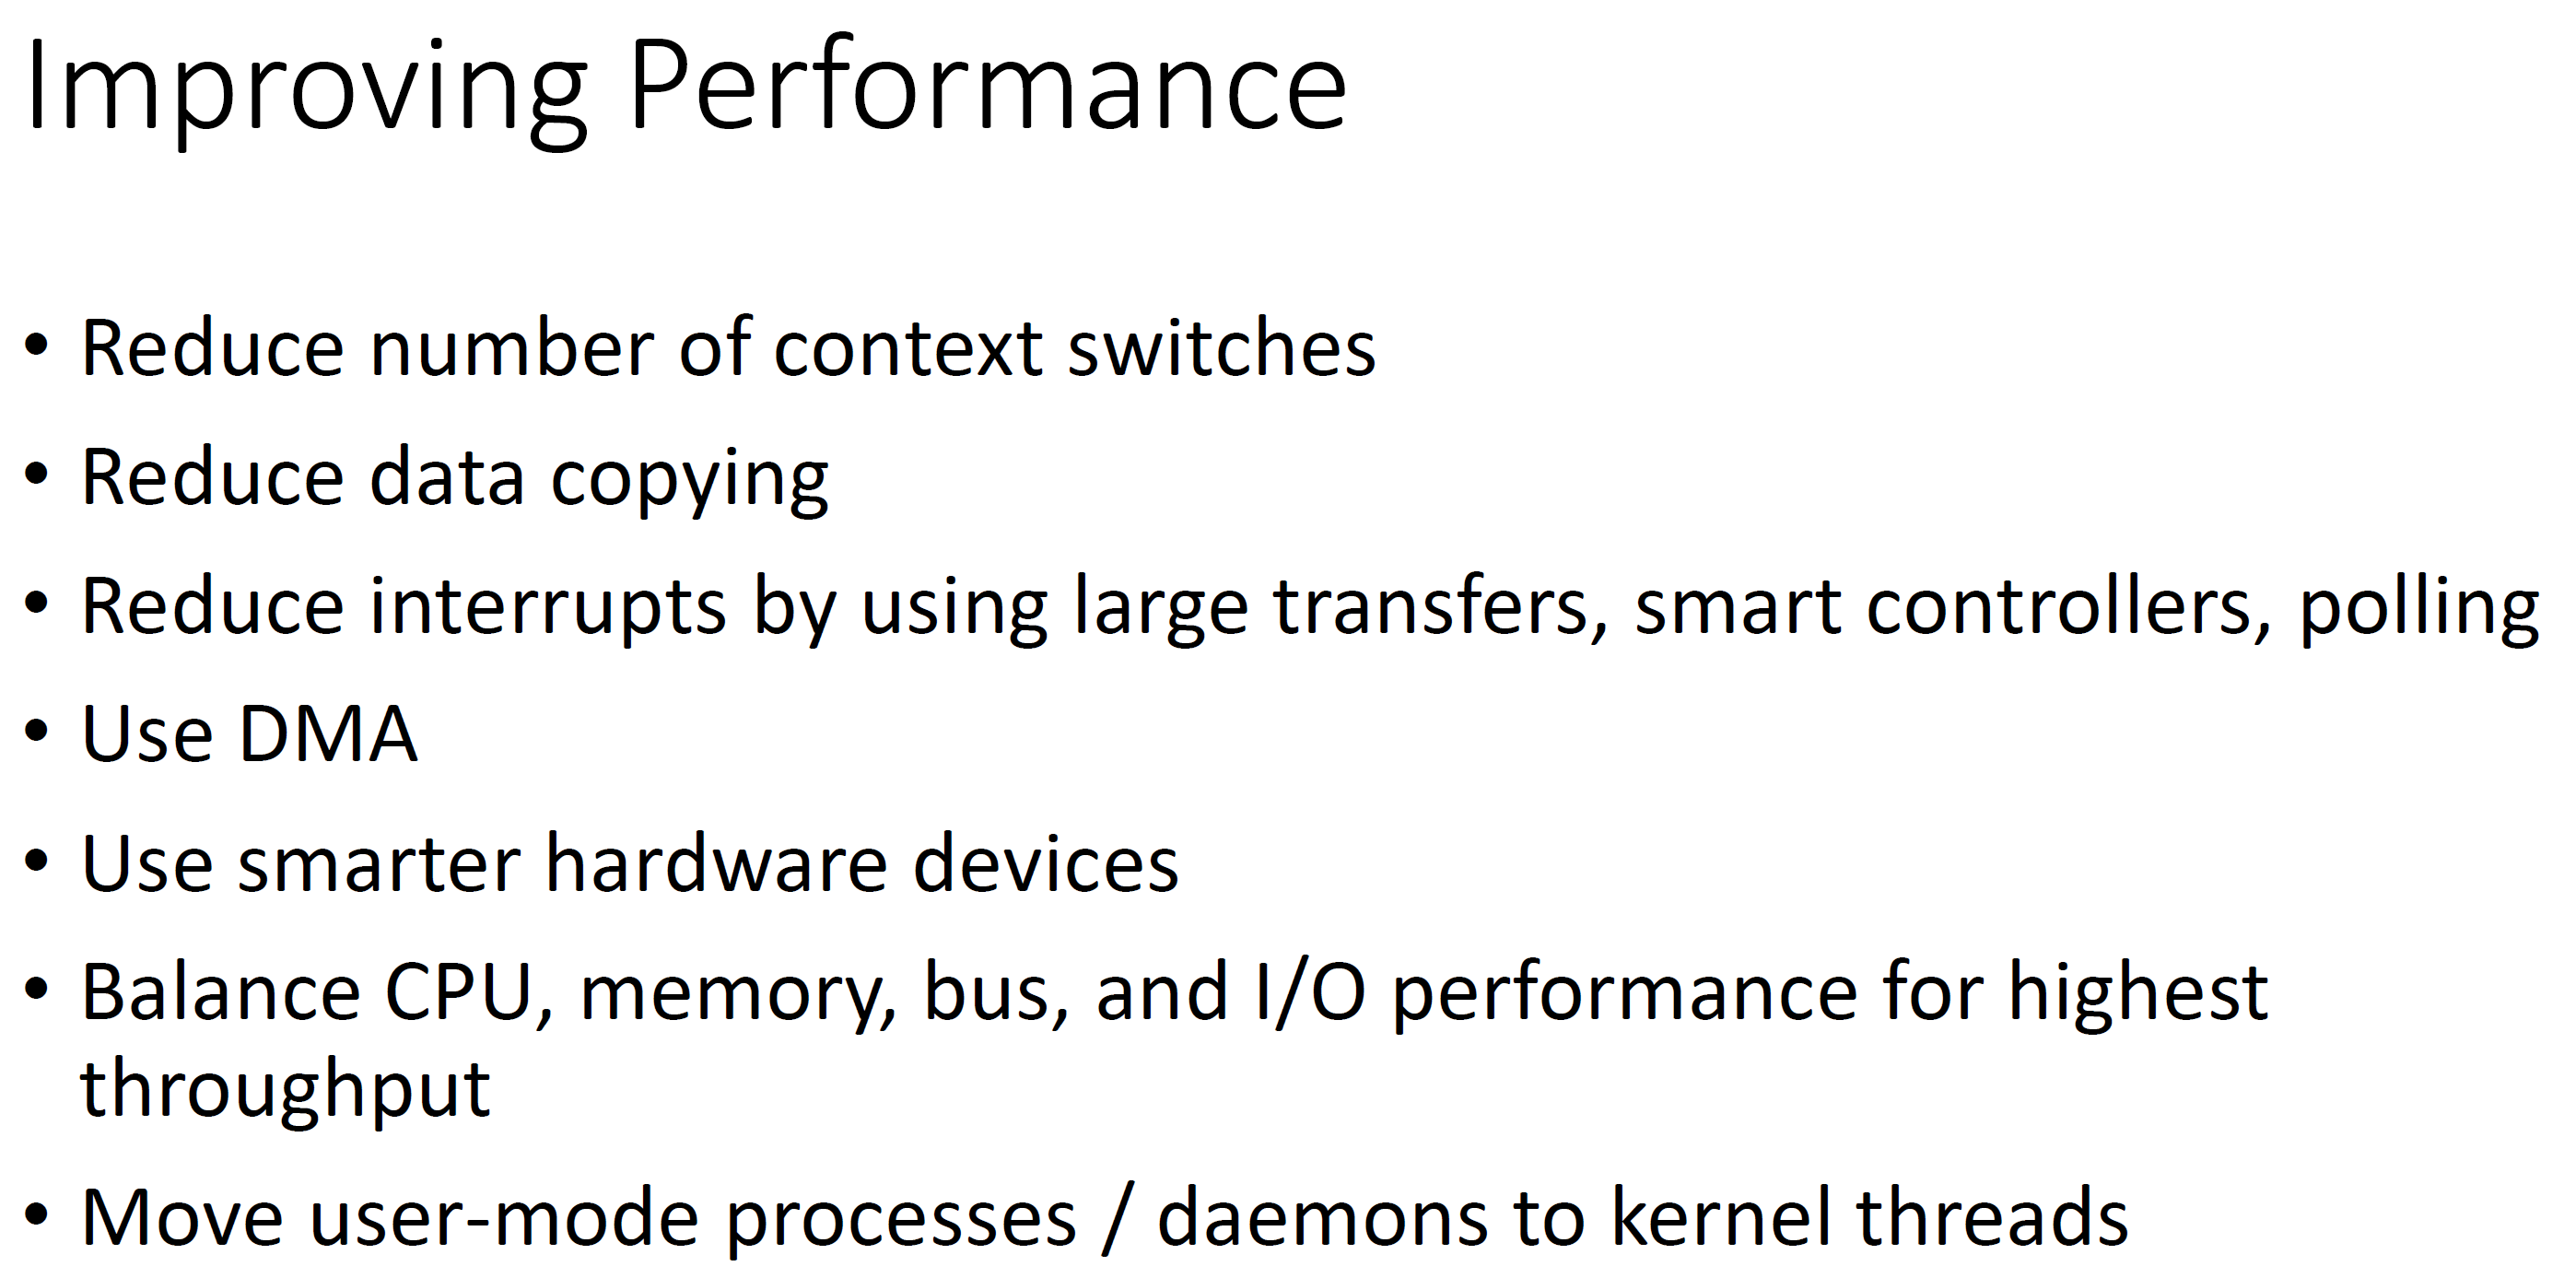 Improving Performance
• Reduce number of context switches
• Reduce data copying
• Reduce interrupts by using large transfers, smart controllers, polling
• Use DMA
• Use smarter hardware devices
• Balance CPU, memory, bus, and I/O performance for highest
throughput
• Move user-mode processes / daemons to kernel threads